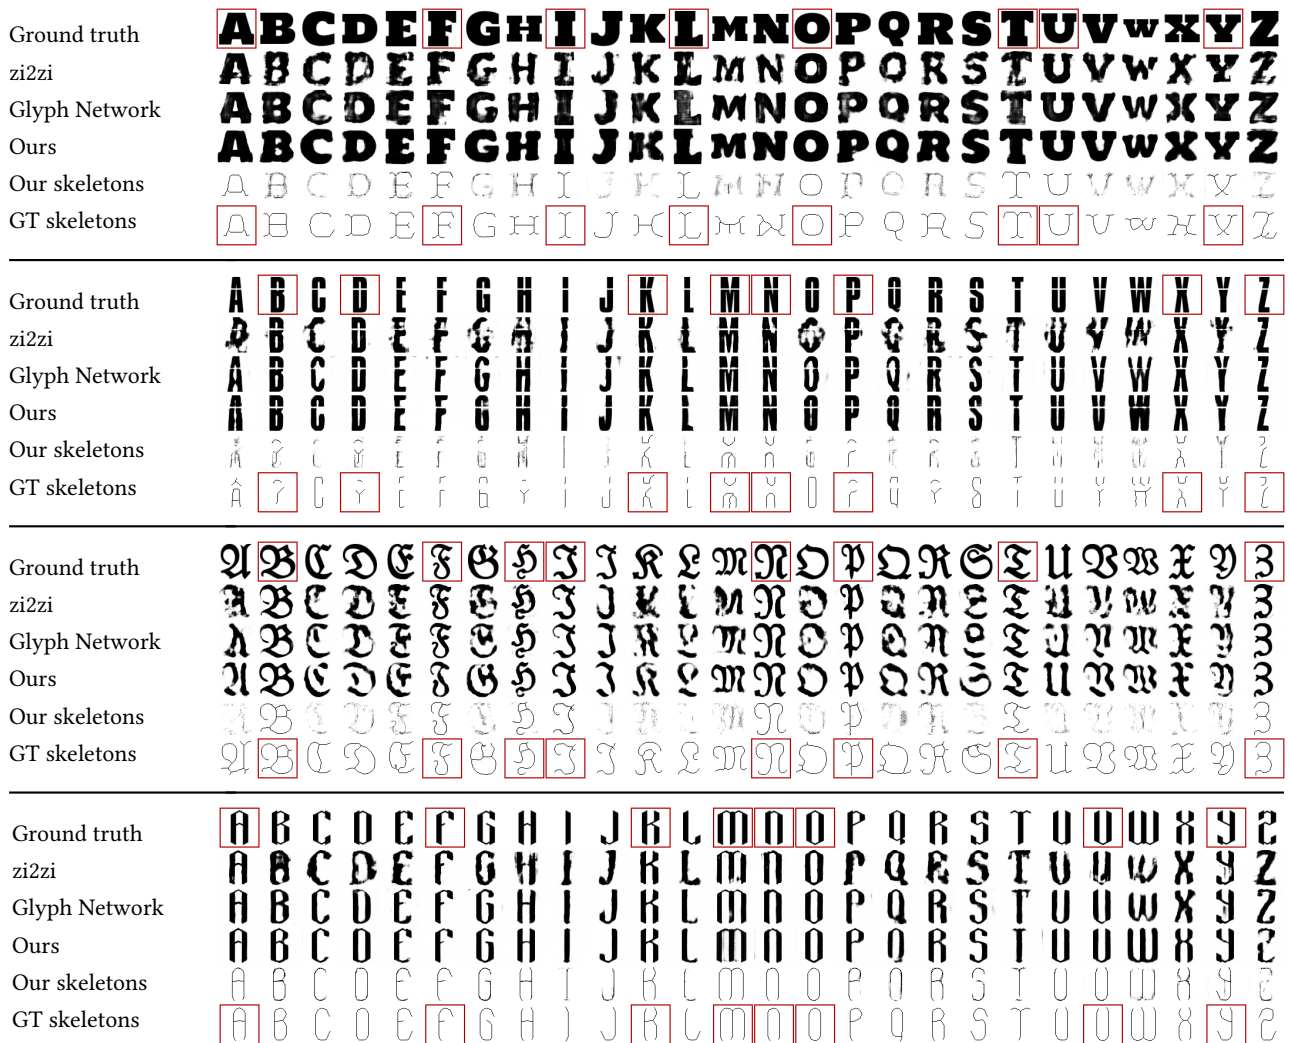 Ground truth A B C D E F G H I J K L M N O P Q R S T U V W X Y Z
zi2zi A B C D E F G H I J K L M N O P Q R S T U V W X Y Z
Glyph Network A B C D E F G H I J K L M N O P Q R S T U V W X Y Z
Ours A B C D E F G H I J K L M N O P Q R S T U V W X Y Z
Our skeletons A B C D E F G H I J K L M N O P Q R S T U V W X Y Z
GT skeletons A B C D E F G H I J K L M N O P Q R S T U V W X Y Z
Ground truth A B C D E F G H I J K L M N O P Q R S T U V W X Y Z
zi2zi A B C D E F G H I J K L M N O P Q R S T U V W X Y Z
Glyph Network A B C D E F G H I J K L M N O P Q R S T U V W X Y Z
Ours A B C D E F G H I J K L M N O P Q R S T U V W X Y Z
Our skeletons
GT skeletons
Ground truth A B C D E F G H I J K L M N O P Q R S T U V W X Y Z
zi2zi A B C D E F G H I J K L M N O P Q R S T U V W X Y Z
Glyph Network A B C D E F G H I J K L M N O P Q R S T U V W X Y Z
Ours A B C D E F G H I J K L M N O P Q R S T U V W X Y Z
Our skeletons
GT skeletons A B C D E F G H I J K L M N O P Q R S T U V W X Y Z
Ground truth A B C D E F G H I J K L M N O P Q R S T U V W X Y Z
zi2zi A B C D E F G H I J K L M N O P Q R S T U V W X Y Z
Glyph Network A B C D E F G H I J K L M N O P Q R S T U V W X Y Z
Ours A B C D E F G H I J K L M N O P Q R S T U V W X Y Z
Our skeletons A B C D E F G H I J K L M N O P Q R S T U V W X Y Z
GT skeletons A B C D E F G H I J K L M N O P Q R S T U V W X Y Z